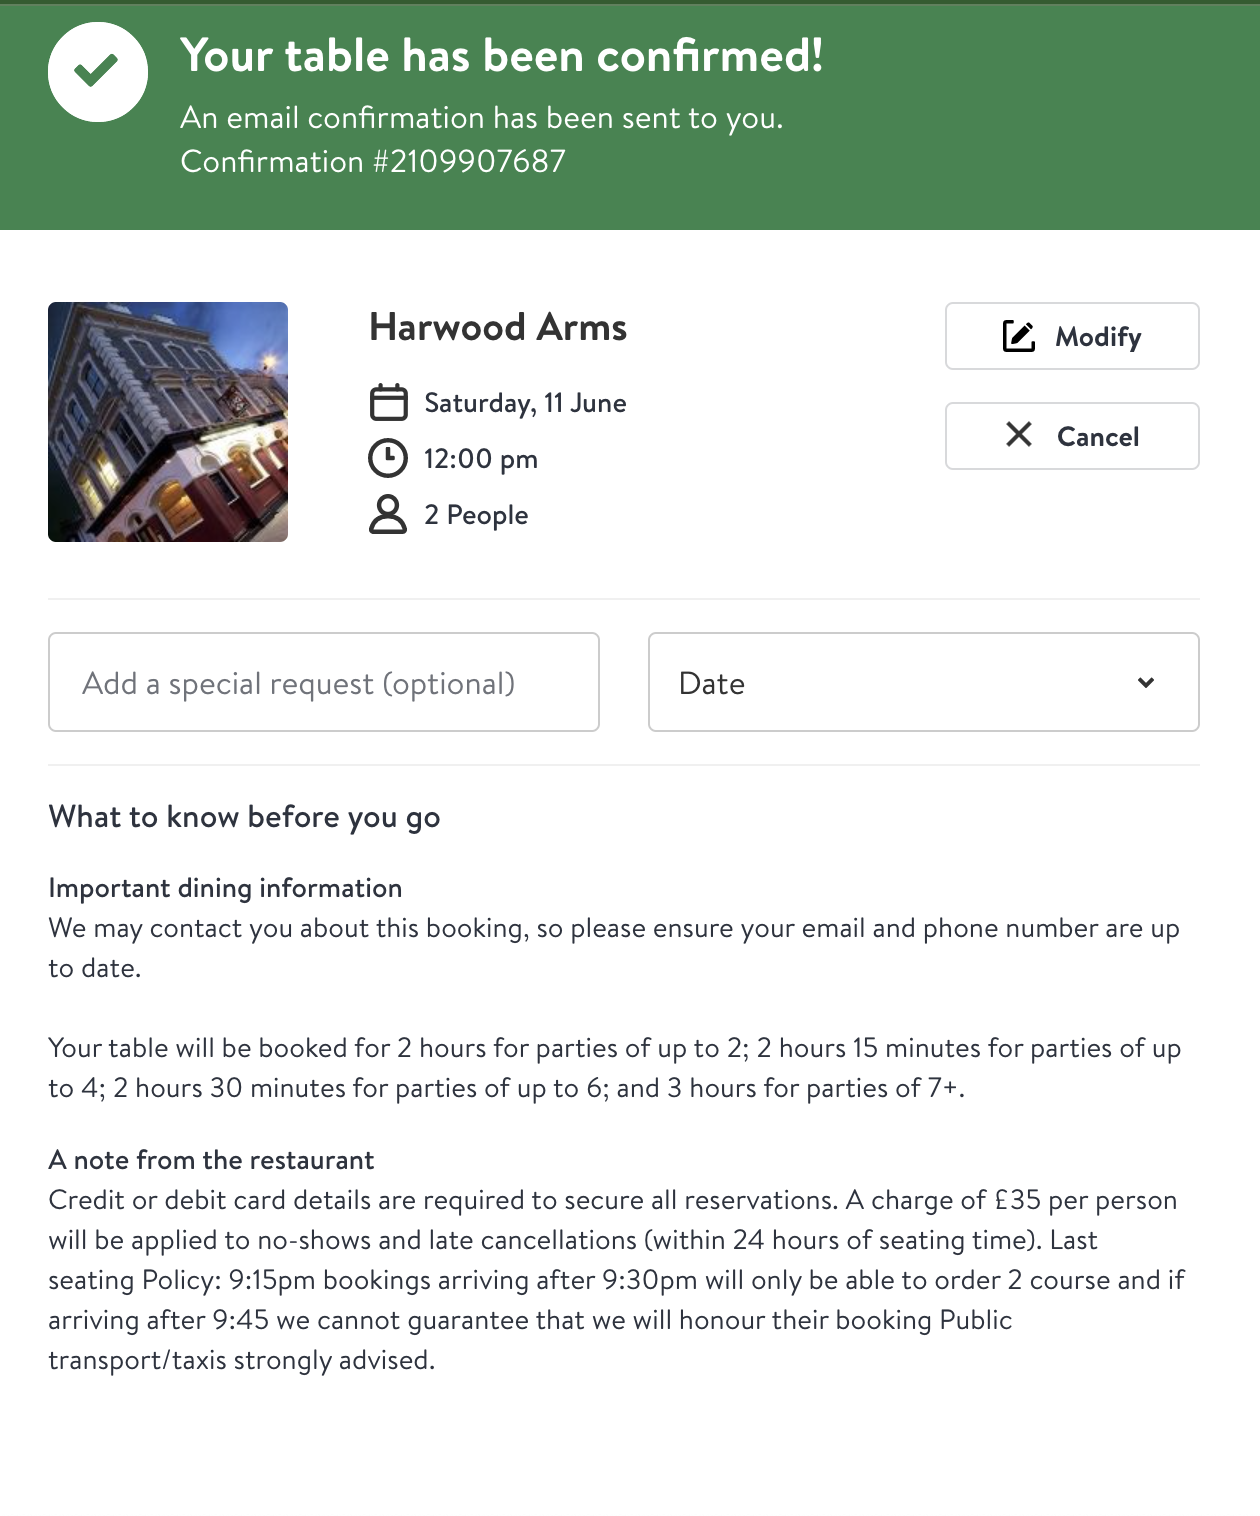 Your table has been confirmed!
An email confirmation has been sent to you.
Confirmation #2109907687
Harwood Arms
Saturday, 11 June
12:00 pm
2 People
Modify
Cancel
Add a special request (optional)
Date
What to know before you go
Important dining information
We may contact you about this booking, so please ensure your email and phone number are up
to date.
Your table will be booked for 2 hours for parties of up to 2; 2 hours 15 minutes for parties of up
to 4; 2 hours 30 minutes for parties of up to 6; and 3 hours for parties of 7+.
A note from the restaurant
Credit or debit card details are required to secure all reservations. A charge of £35 per person
will be applied to no-shows and late cancellations (within 24 hours of seating time). Last
seating Policy: 9:15pm bookings arriving after 9:30pm will only be able to order 2 course and if
arriving after 9:45 we cannot guarantee that we will honour their booking Public
transport/taxis strongly advised.